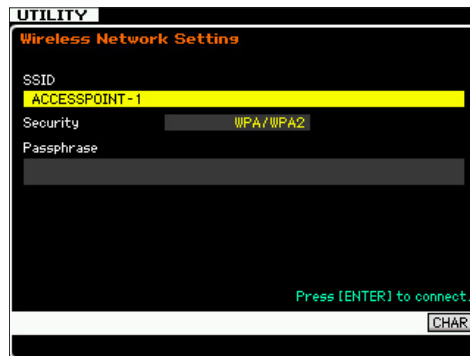 UTILITY
Wireless Network Setting
SSID
ACCESSPOINT-1
Security WPA/WPA2
Passphrase
Press [ENTER] to connect.
CHAR